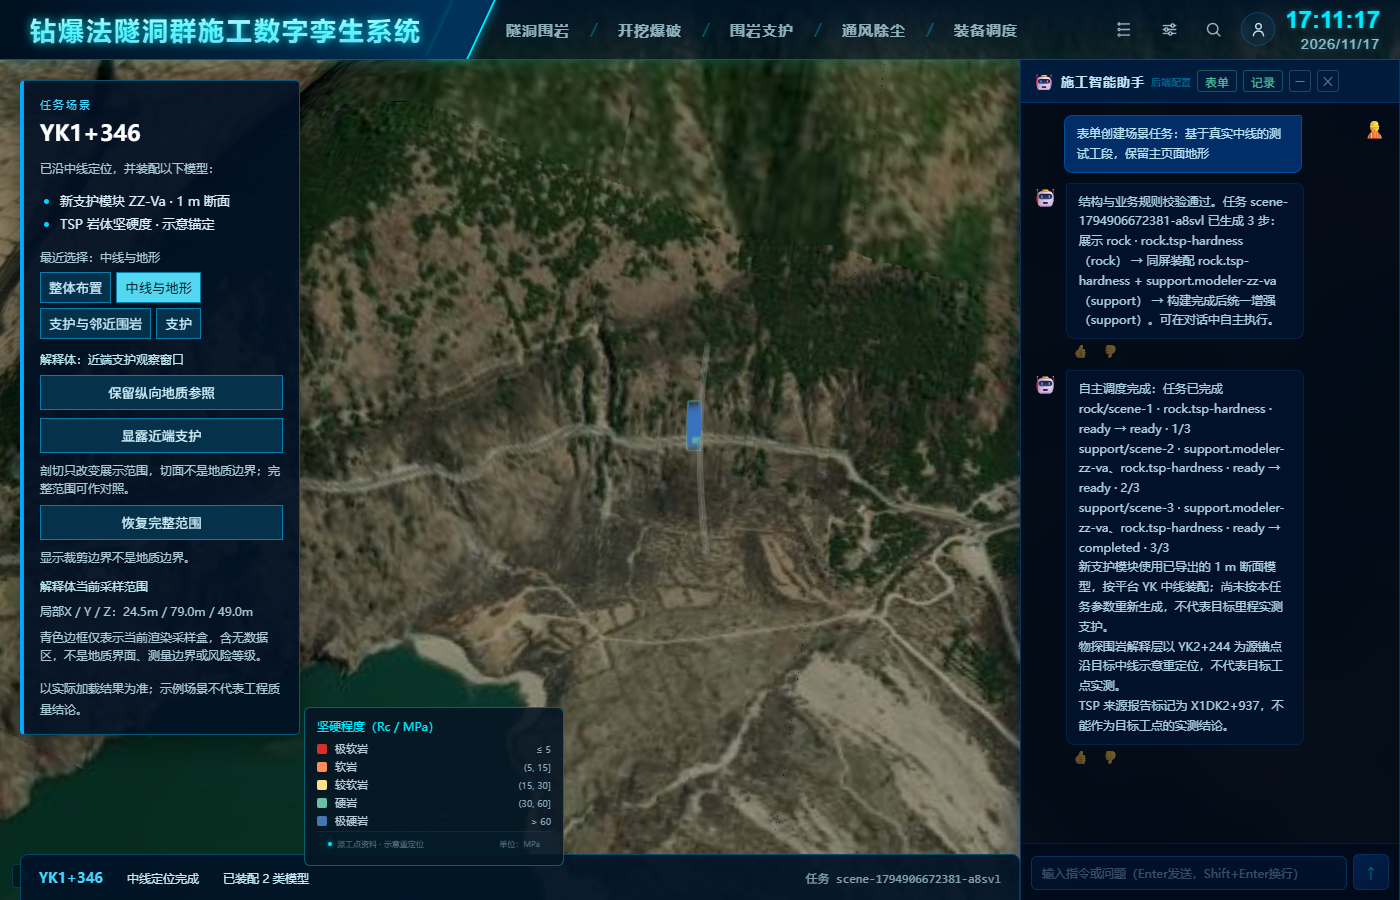 钻爆法隧洞群施工数字孪生系统
隧洞围岩 / 开挖爆破 / 围岩支护 / 通风除尘 / 装备调度
17:11:17
2026/11/17
任务场景
YK1+346
已沿中线定位，并装配以下模型：
新支护模块 ZZ-Va · 1 m 断面
TSP 岩体坚硬度 · 示意锚定
最近选择：中线与地形
整体布置 中线与地形
支护与邻近围岩 支护
解释体：近端支护观察窗口
保留纵向地质参照
显露近端支护
剖切只改变展示范围，切面不是地质边界；完
整范围可作对照。
恢复完整范围
显示裁剪边界不是地质边界。
解释体当前采样范围
局部X / Y / Z：24.5m / 79.0m / 49.0m
青色边框仅表示当前渲染采样盒，含无数据
区，不是地质界面、测量边界或风险等级。
以实际加载结果为准；示例场景不代表工程质
量结论。
坚硬程度（Rc / MPa）
极软岩 ≤ 5
软岩 (5, 15]
较软岩 (15, 30]
硬岩 (30, 60]
极硬岩 > 60
源工点资料 · 示意重定位 单位：MPa
YK1+346 中线定位完成 已装配 2 类模型 任务 scene-1794906672381-a8svl
施工智能助手 后端配置 表单 记录
表单创建场景任务：基于真实中线的测
试工段，保留主页面地形
结构与业务规则校验通过。任务 scene-
1794906672381-a8svl 已生成 3 步：
展示 rock · rock.tsp-hardness
（rock） → 同屏装配 rock.tsp-
hardness + support.modeler-zz-va
（support） → 构建完成后统一增强
（support）。可在对话中自主执行。
自主调度完成：任务已完成
rock/scene-1 · rock.tsp-hardness ·
ready → ready · 1/3
support/scene-2 · support.modeler-
zz-va、rock.tsp-hardness · ready →
ready · 2/3
support/scene-3 · support.modeler-
zz-va、rock.tsp-hardness · ready →
completed · 3/3
新支护模块使用已导出的 1 m 断面模
型，按平台 YK 中线装配；尚未按本任
务参数重新生成，不代表目标里程实测
支护。
物探围岩解释层以 YK2+244 为源锚点
沿目标中线示意重定位，不代表目标工
点实测。
TSP 来源报告标记为 X1DK2+937，不
能作为目标工点的实测结论。
输入指令或问题（Enter发送，Shift+Enter换行）